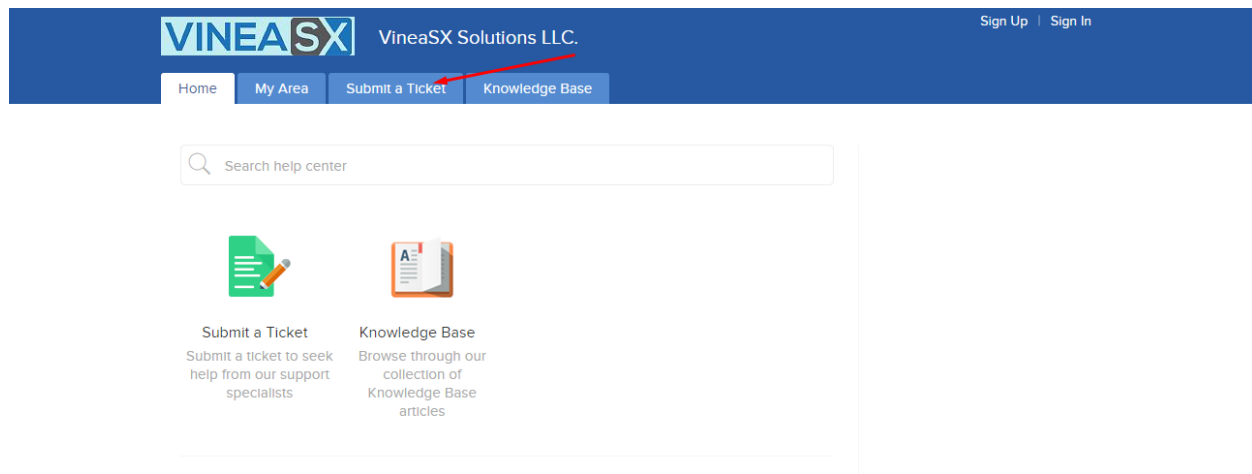 VINEASX VineaSX Solutions LLC. Sign Up | Sign In
Home My Area Submit a Ticket Knowledge Base
Search help center
A
Submit a Ticket
Submit a ticket to seek
help from our support
specialists
Knowledge Base
Browse through our
collection of
Knowledge Base
articles